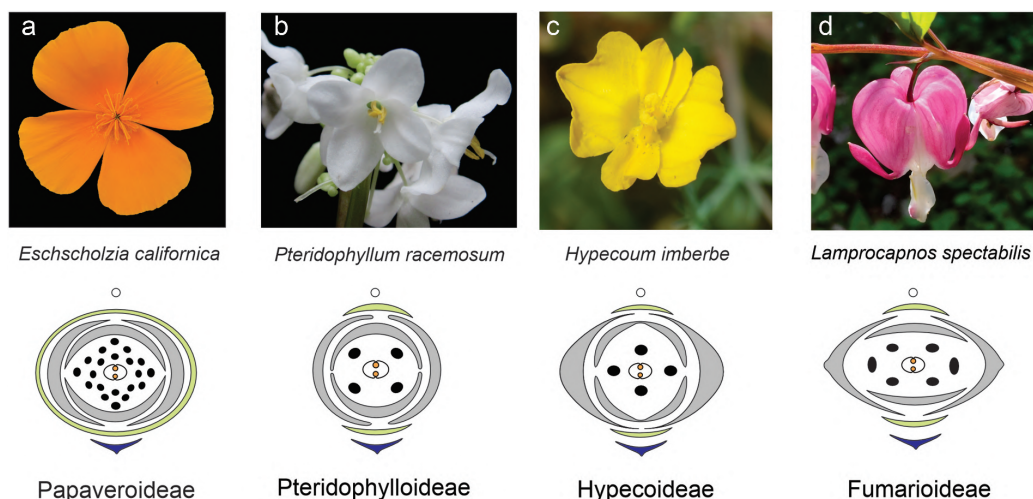 a
b
c
d
Eschscholzia californica
Pteridophyllum racemosum
Hypecoum imberbe
Lamprocapnos spectabilis
Papaveroideae
Pteridophylloideae
Hypecoideae
Fumarioideae